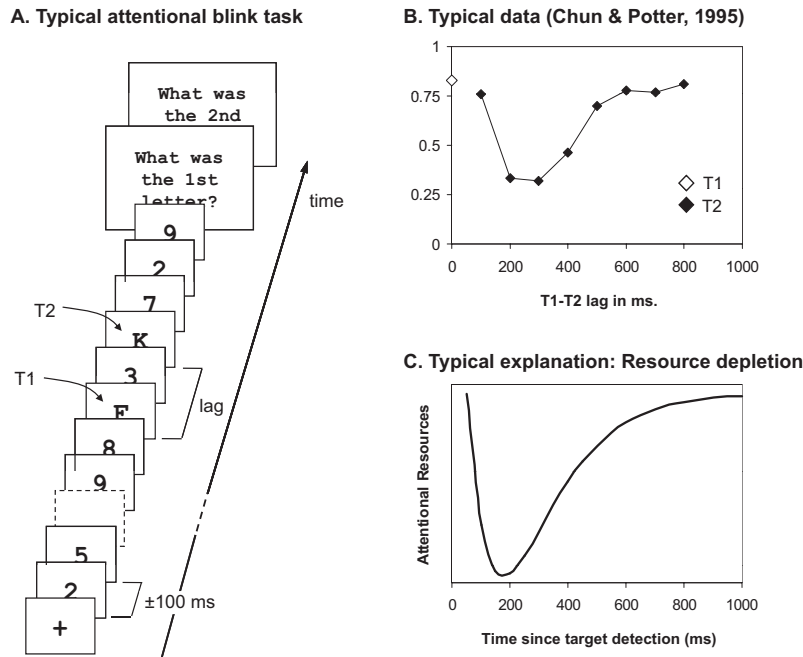 A. Typical attentional blink task
What was
the 2nd
What was
the 1st
letter?
time
9
2
7
T2
K
3
T1
F
lag
8
9
5
2
±100 ms
+
B. Typical data (Chun & Potter, 1995)
1
0.75
0.5
0.25
0
T1
T2
0 200 400 600 800 1000
T1-T2 lag in ms.
C. Typical explanation: Resource depletion
Attentional Resources
0 200 400 600 800 1000
Time since target detection (ms)